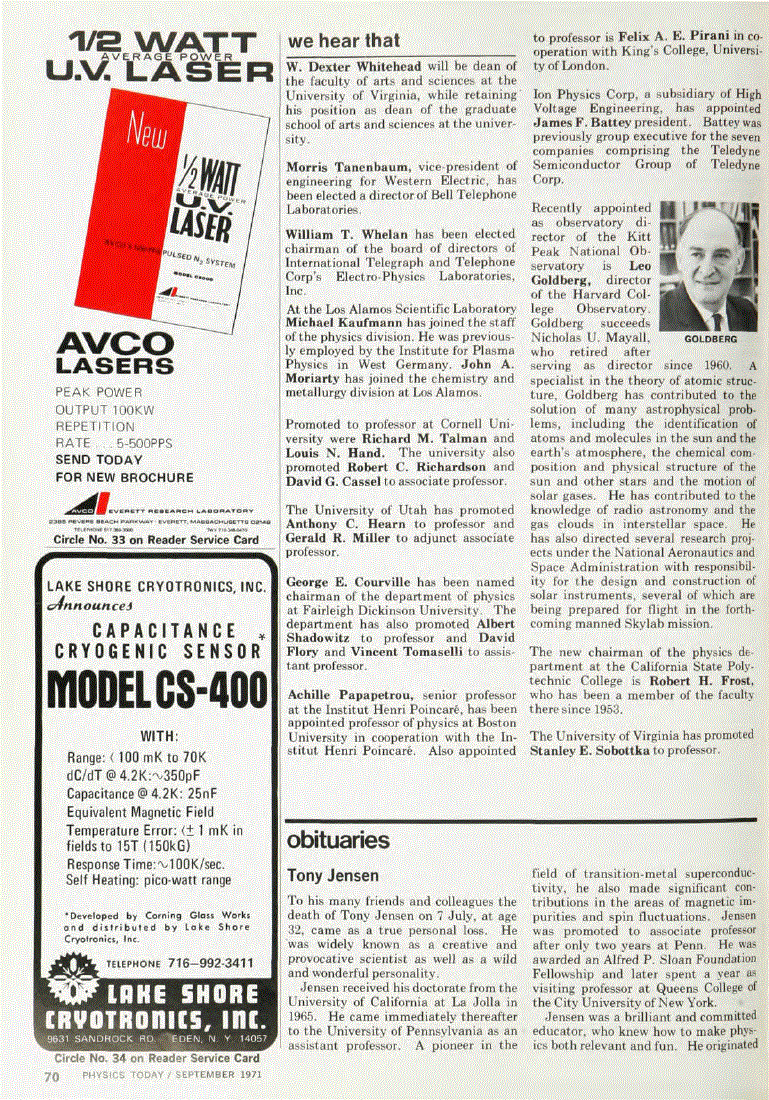 1/2 WATT
AVERAGE POWER
U.V. LASER
New
1/2 WATT
AVERAGE POWER
U.V.
LASER
PULSED N2 SYSTEM
AVCO
LASERS
PEAK POWER
OUTPUT 100KW
REPETITION
RATE ... 5-500PPS
SEND TODAY
FOR NEW BROCHURE
AVCO EVERETT RESEARCH LABORATORY
2385 REVERE BEACH PARKWAY · EVERETT, MASSACHUSETTS 02149
Circle No. 33 on Reader Service Card
LAKE SHORE CRYOTRONICS, INC.
Announces
CAPACITANCE *
CRYOGENIC SENSOR
MODEL CS-400
WITH:
Range: < 100 mK to 70K
dC/dT @ 4.2K:~350pF
Capacitance @ 4.2K: 25nF
Equivalent Magnetic Field
Temperature Error: <± 1 mK in
fields to 15T (150kG)
Response Time:~100K/sec.
Self Heating: pico-watt range
*Developed by Corning Glass Works
and distributed by Lake Shore
Cryotronics, Inc.
TELEPHONE 716–992-3411
LAKE SHORE
CRYOTRONICS, INC.
9631 SANDROCK RD. EDEN, N. Y. 14057
Circle No. 34 on Reader Service Card
70 PHYSICS TODAY / SEPTEMBER 1971
we hear that
W. Dexter Whitehead will be dean of
the faculty of arts and sciences at the
University of Virginia, while retaining
his position as dean of the graduate
school of arts and sciences at the univer-
sity.
Morris Tanenbaum, vice-president of
engineering for Western Electric, has
been elected a director of Bell Telephone
Laboratories.
William T. Whelan has been elected
chairman of the board of directors of
International Telegraph and Telephone
Corp's Electro-Physics Laboratories,
Inc.
At the Los Alamos Scientific Laboratory
Michael Kaufmann has joined the staff
of the physics division. He was previous-
ly employed by the Institute for Plasma
Physics in West Germany. John A.
Moriarty has joined the chemistry and
metallurgy division at Los Alamos.
Promoted to professor at Cornell Uni-
versity were Richard M. Talman and
Louis N. Hand. The university also
promoted Robert C. Richardson and
David G. Cassel to associate professor.
The University of Utah has promoted
Anthony C. Hearn to professor and
Gerald R. Miller to adjunct associate
professor.
George E. Courville has been named
chairman of the department of physics
at Fairleigh Dickinson University. The
department has also promoted Albert
Shadowitz to professor and David
Flory and Vincent Tomaselli to assis-
tant professor.
Achille Papapetrou, senior professor
at the Institut Henri Poincaré, has been
appointed professor of physics at Boston
University in cooperation with the In-
stitut Henri Poincaré. Also appointed
to professor is Felix A. E. Pirani in co-
operation with King's College, Universi-
ty of London.
Ion Physics Corp, a subsidiary of High
Voltage Engineering, has appointed
James F. Battey president. Battey was
previously group executive for the seven
companies comprising the Teledyne
Semiconductor Group of Teledyne
Corp.
Recently appointed
as observatory di-
rector of the Kitt
Peak National Ob-
servatory is Leo
Goldberg, director
of the Harvard Col-
lege Observatory.
Goldberg succeeds
Nicholas U. Mayall,
who retired after
GOLDBERG
serving as director since 1960. A
specialist in the theory of atomic struc-
ture, Goldberg has contributed to the
solution of many astrophysical prob-
lems, including the identification of
atoms and molecules in the sun and the
earth's atmosphere, the chemical com-
position and physical structure of the
sun and other stars and the motion of
solar gases. He has contributed to the
knowledge of radio astronomy and the
gas clouds in interstellar space. He
has also directed several research proj-
ects under the National Aeronautics and
Space Administration with responsibil-
ity for the design and construction of
solar instruments, several of which are
being prepared for flight in the forth-
coming manned Skylab mission.
The new chairman of the physics de-
partment at the California State Poly-
technic College is Robert H. Frost,
who has been a member of the faculty
there since 1953.
The University of Virginia has promoted
Stanley E. Sobottka to professor.
obituaries
Tony Jensen
To his many friends and colleagues the
death of Tony Jensen on 7 July, at age
32, came as a true personal loss. He
was widely known as a creative and
provocative scientist as well as a wild
and wonderful personality.
Jensen received his doctorate from the
University of California at La Jolla in
1965. He came immediately thereafter
to the University of Pennsylvania as an
assistant professor. A pioneer in the
field of transition-metal superconduc-
tivity, he also made significant con-
tributions in the areas of magnetic im-
purities and spin fluctuations. Jensen
was promoted to associate professor
after only two years at Penn. He was
awarded an Alfred P. Sloan Foundation
Fellowship and later spent a year as
visiting professor at Queens College of
the City University of New York.
Jensen was a brilliant and committed
educator, who knew how to make phys-
ics both relevant and fun. He originated